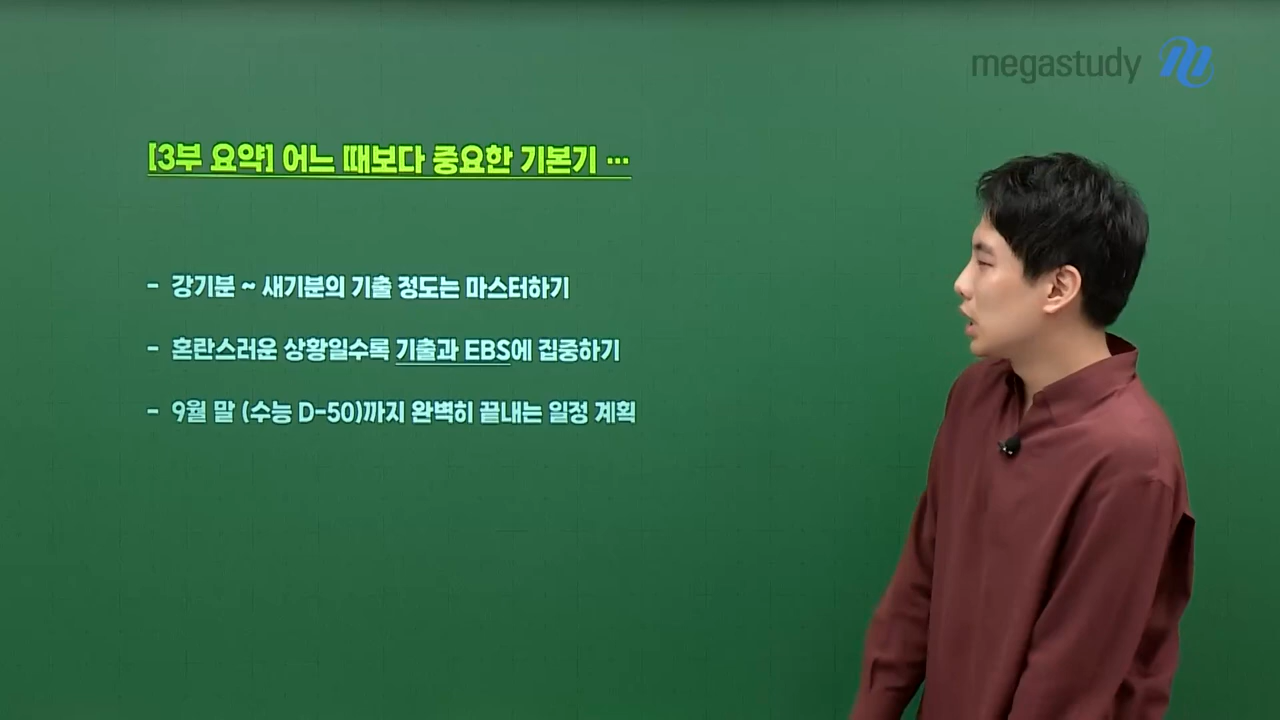 megastudy
[3부 요약] 어느 때보다 중요한 기본기 …
- 강기분 ~ 새기분의 기출 정도는 마스터하기
- 혼란스러운 상황일수록 기출과 EBS에 집중하기
- 9월 말 (수능 D-50)까지 완벽히 끝내는 일정 계획